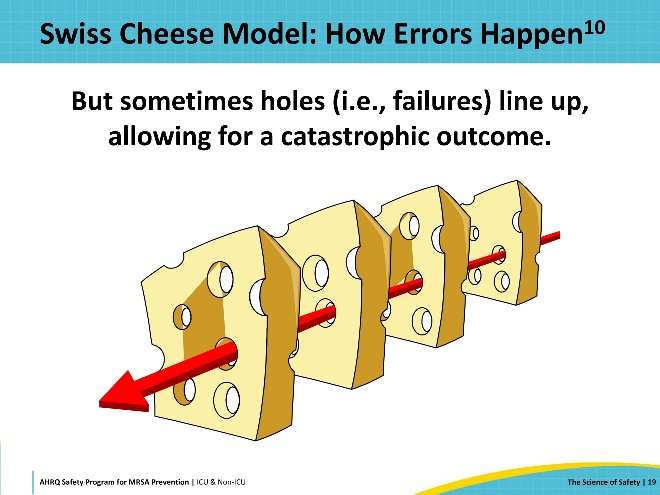 Swiss Cheese Model: How Errors Happen10
But sometimes holes (i.e., failures) line up,
allowing for a catastrophic outcome.
AHRQ Safety Program for MRSA Prevention | ICU & Non-ICU
The Science of Safety | 19